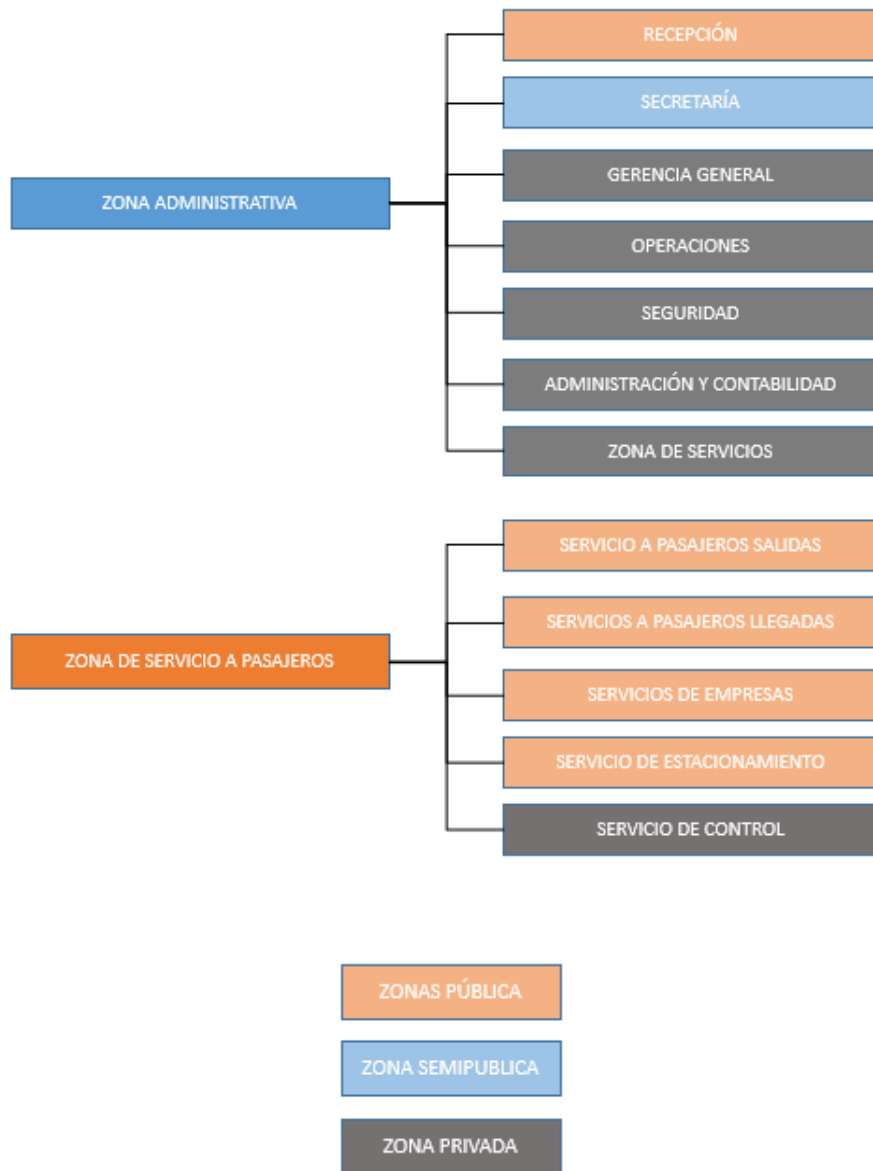 RECEPCIÓN
SECRETARÍA
GERENCIA GENERAL
ZONA ADMINISTRATIVA
OPERACIONES
SEGURIDAD
ADMINISTRACIÓN Y CONTABILIDAD
ZONA DE SERVICIOS
SERVICIO A PASAJEROS SALIDAS
SERVICIOS A PASAJEROS LLEGADAS
ZONA DE SERVICIO A PASAJEROS
SERVICIOS DE EMPRESAS
SERVICIO DE ESTACIONAMIENTO
SERVICIO DE CONTROL
ZONAS PÚBLICA
ZONA SEMIPUBLICA
ZONA PRIVADA